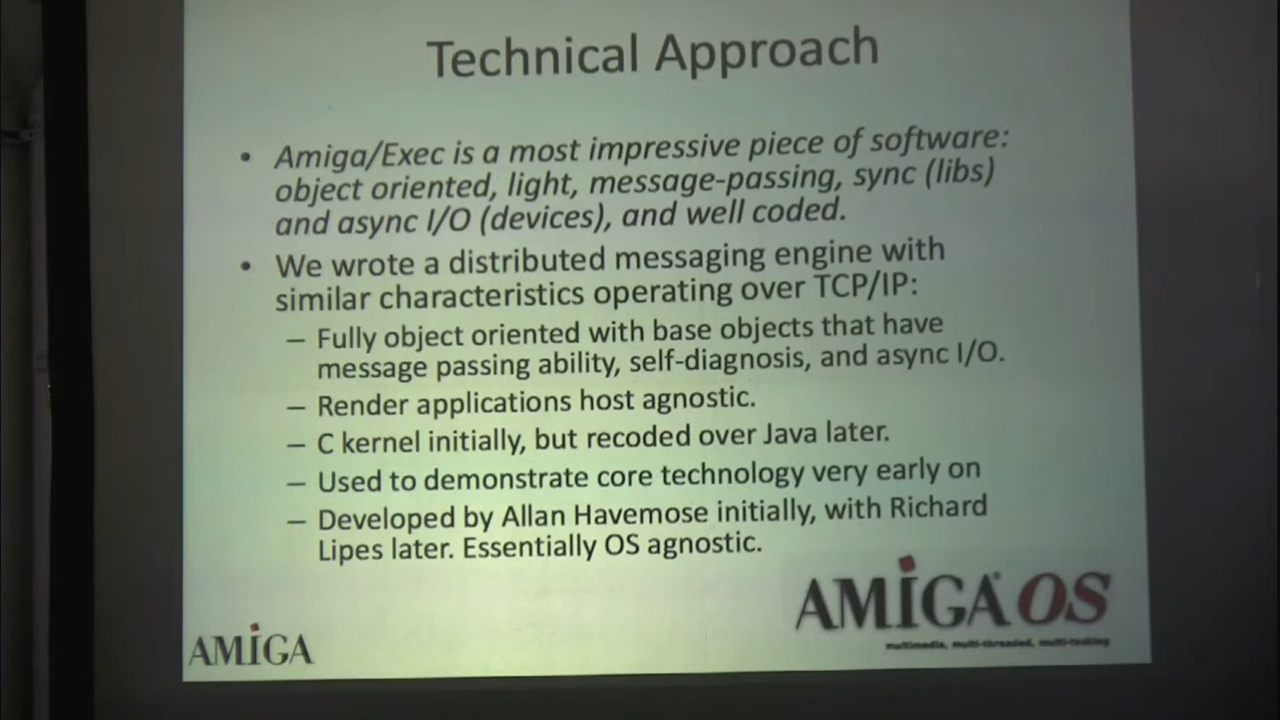 Technical Approach
• Amiga/Exec is a most impressive piece of software:
object oriented, light, message-passing, sync (libs)
and async I/O (devices), and well coded.
• We wrote a distributed messaging engine with
similar characteristics operating over TCP/IP:
– Fully object oriented with base objects that have
message passing ability, self-diagnosis, and async I/O.
– Render applications host agnostic.
– C kernel initially, but recoded over Java later.
– Used to demonstrate core technology very early on
– Developed by Allan Havemose initially, with Richard
Lipes later. Essentially OS agnostic.
AMiGA OS
multimedia, multi-threaded, multi-tasking
AMiGA